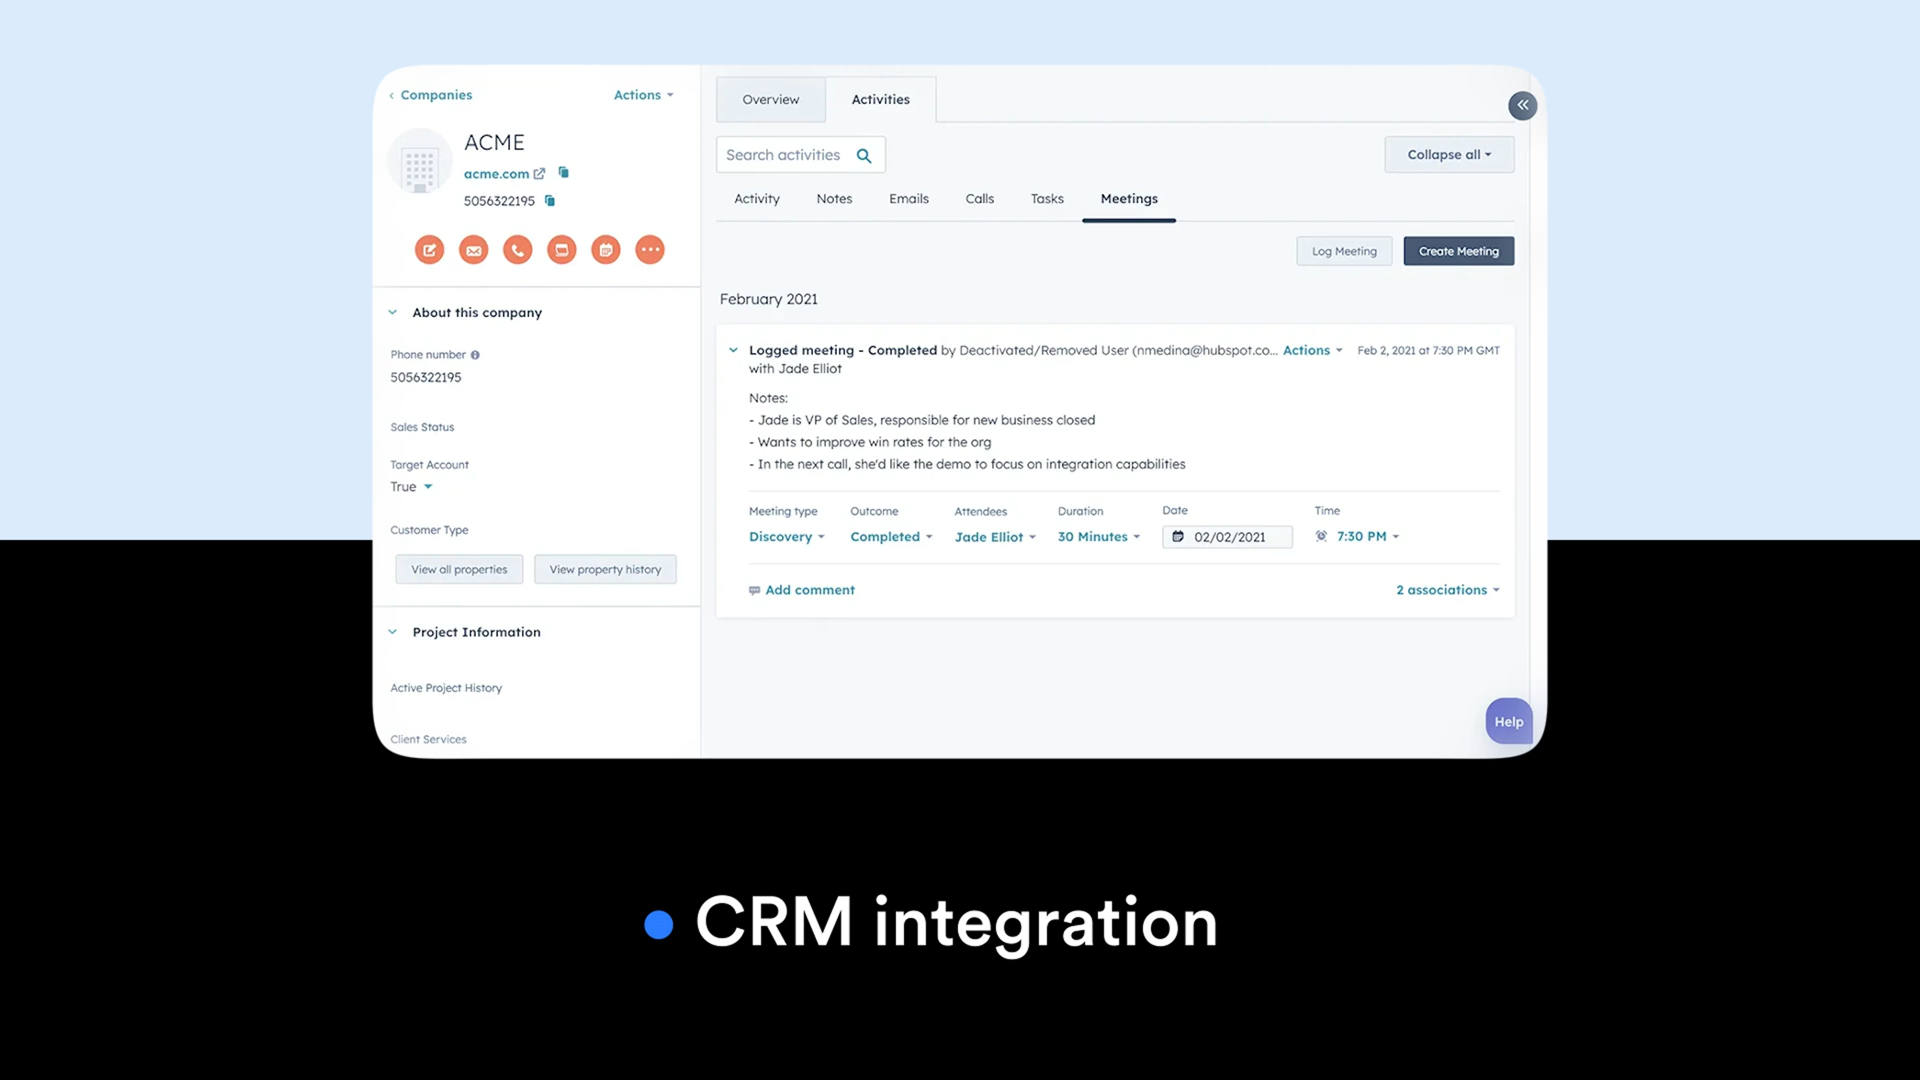 Companies
Actions
ACME
acme.com
5056322195
About this company
Phone number
5056322195
Sales Status
Target Account
True
Customer Type
View all properties
View property history
Project Information
Active Project History
Client Services
Overview
Activities
Search activities
Collapse all
Activity
Notes
Emails
Calls
Tasks
Meetings
Log Meeting
Create Meeting
February 2021
Logged meeting - Completed by Deactivated/Removed User (nmedina@hubspot.co... Actions Feb 2, 2021 at 7:30 PM GMT
with Jade Elliot
Notes:
- Jade is VP of Sales, responsible for new business closed
- Wants to improve win rates for the org
- In the next call, she'd like the demo to focus on integration capabilities
Meeting type Outcome Attendees Duration Date Time
Discovery Completed Jade Elliot 30 Minutes 02/02/2021 7:30 PM
Add comment
2 associations
Help
CRM integration